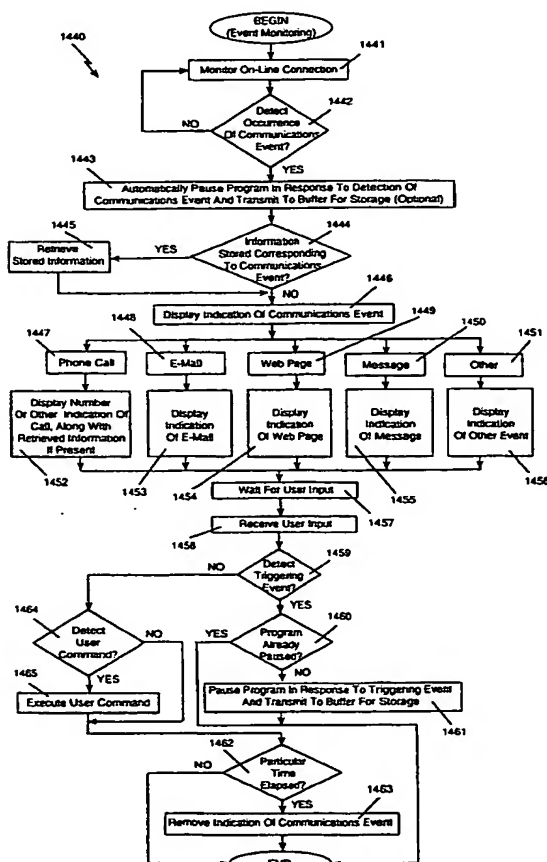 BEGIN
(Event Monitoring)
1440
1441
Monitor On-Line Connection
1442
Detect
Occurrence
Of Communications
Event?
NO
YES
1443
Automatically Pause Program In Response To Detection Of
Communications Event And Transmit To Buffer For Storage (Optional)
1444
1445
Information
Stored Corresponding
To Communications
Event?
YES
Retrieve
Stored Information
NO
1446
Display Indication Of Communications Event
1447
1448
1449
1450
1451
Phone Call
E-Mail
Web Page
Message
Other
Display Number
Or Other Indication Of
Call, Along With
Retrieved Information
If Present
Display
Indication
Of E-Mail
Display
Indication
Of Web Page
Display
Indication
Of Message
Display
Indication
Of Other Event
1452
1453
1454
1455
1456
Wait For User Input
1457
1458
Receive User Input
1459
Detect
Triggering
Event?
NO
YES
1464
Detect
User
Command?
NO
YES
1460
Program
Already
Paused?
YES
NO
1465
Execute User Command
Pause Program In Response To Triggering Event
And Transmit To Buffer For Storage
1461
1462
Particular
Time
Elapsed?
NO
YES
1463
Remove Indication Of Communications Event